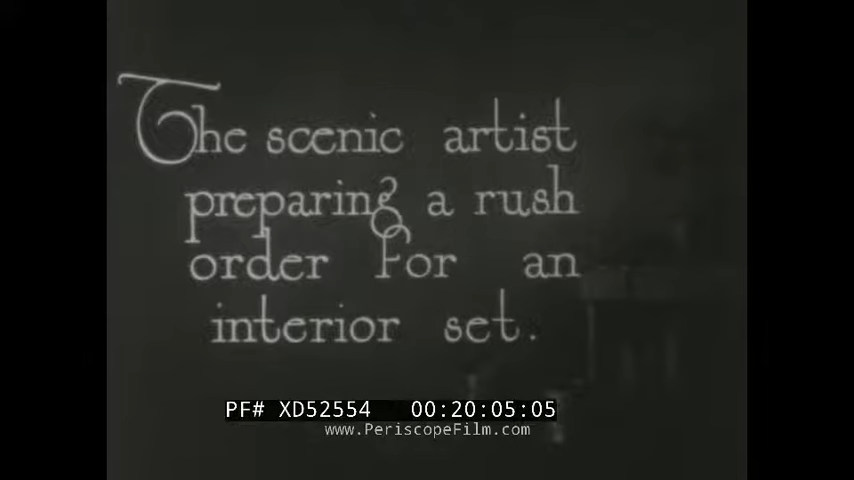 The scenic artist
preparing a rush
order for an
interior set.
PF# XD52554 00:20:05:05
www.PeriscopeFilm.com